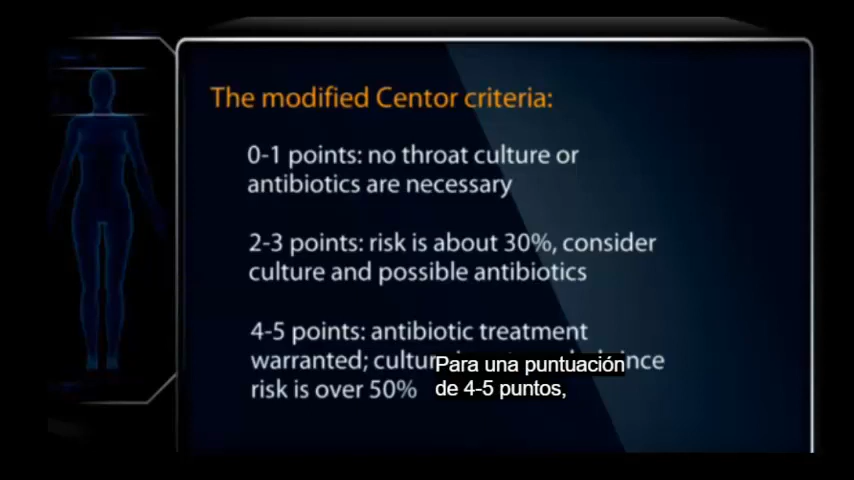 The modified Centor criteria:
0-1 points: no throat culture or
antibiotics are necessary
2-3 points: risk is about 30%, consider
culture and possible antibiotics
4-5 points: antibiotic treatment
warranted;
risk is over 50%
Para una puntuación
de 4-5 puntos,